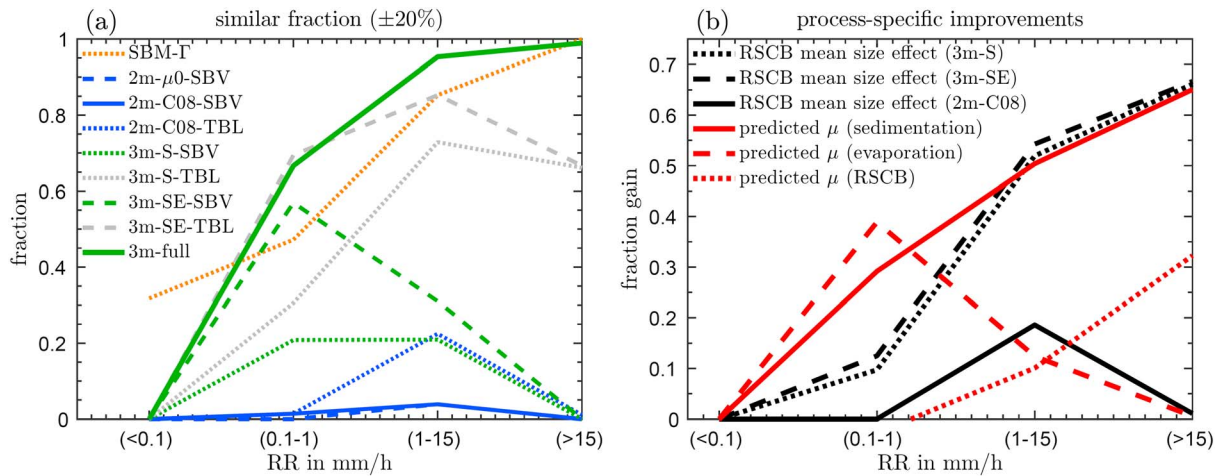 (a)
similar fraction (±20%)
1
0.8
0.6
0.4
0.2
0
fraction
SBM-Γ
2m-μ0-SBV
2m-C08-SBV
2m-C08-TBL
3m-S-SBV
3m-S-TBL
3m-SE-SBV
3m-SE-TBL
3m-full
(<0.1)
(0.1-1)
(1-15)
(>15)
RR in mm/h
(b)
process-specific improvements
0.7
0.6
0.5
0.4
0.3
0.2
0.1
0
fraction gain
RSCB mean size effect (3m-S)
RSCB mean size effect (3m-SE)
RSCB mean size effect (2m-C08)
predicted μ (sedimentation)
predicted μ (evaporation)
predicted μ (RSCB)
(<0.1)
(0.1-1)
(1-15)
(>15)
RR in mm/h